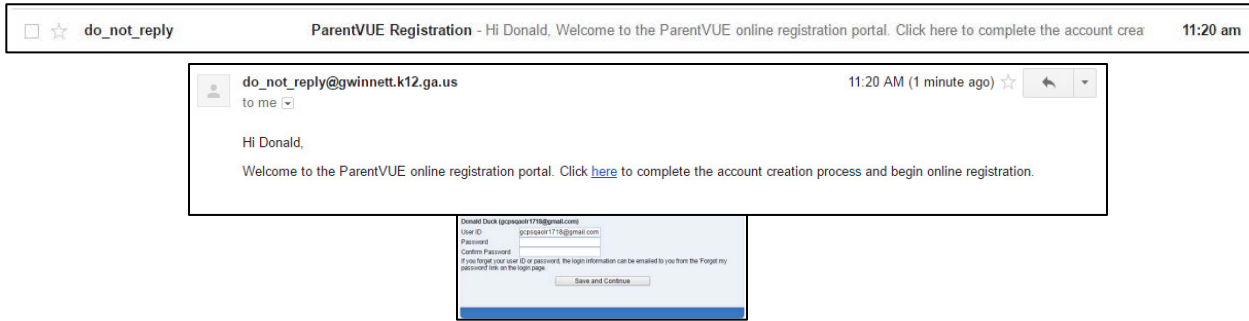 do_not_reply ParentVUE Registration - Hi Donald, Welcome to the ParentVUE online registration portal. Click here to complete the account crea 11:20 am
do_not_reply@gwinnett.k12.ga.us 11:20 AM (1 minute ago)
to me
Hi Donald,
Welcome to the ParentVUE online registration portal. Click here to complete the account creation process and begin online registration.
Donald Duck (gcpsqaolr1718@gmail.com)
User ID gcpsqaolr1718@gmail.com
Password
Confirm Password
If you forget your user ID or password, the login information can be emailed to you from the 'Forgot my
password' link on the login page.
Save and Continue